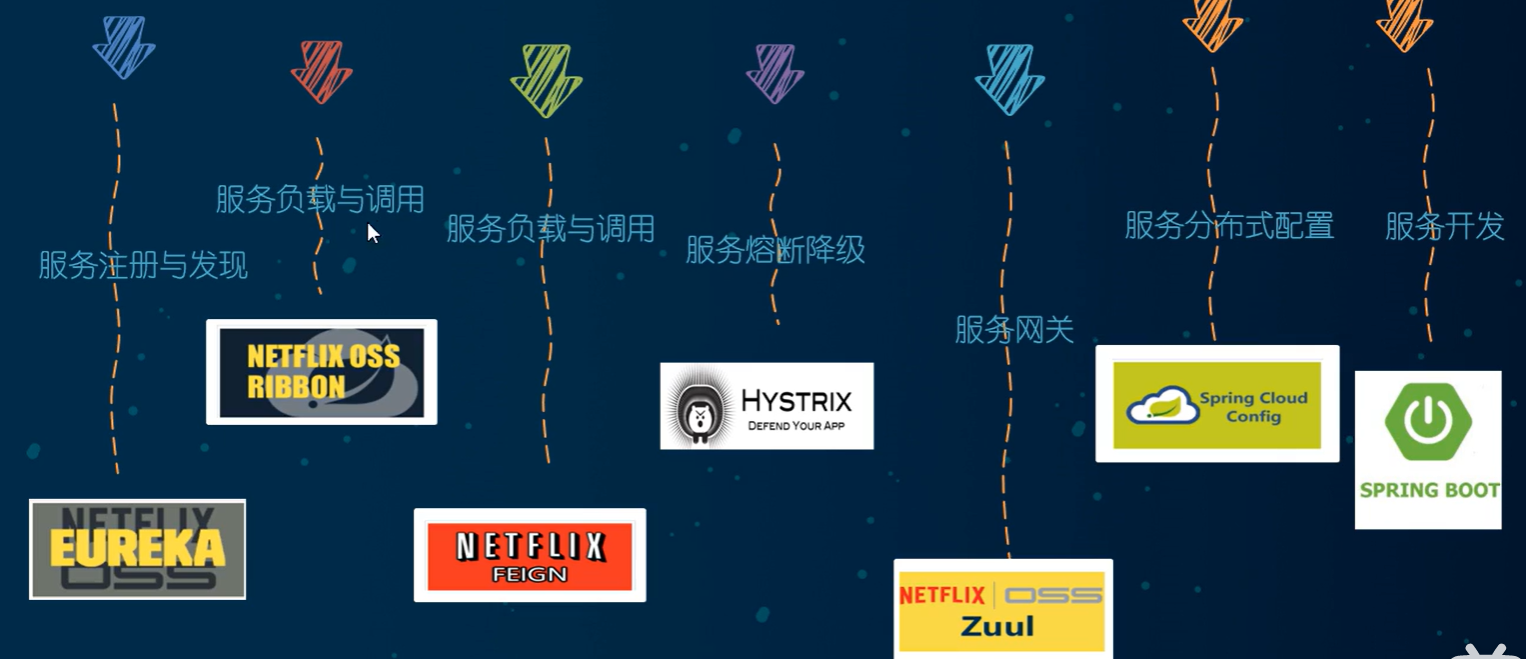 服务注册与发现
服务负载与调用
服务负载与调用
服务熔断降级
服务网关
服务分布式配置
服务开发
NETFLIX
EUREKA
OSS
NETFLIX OSS
RIBBON
NETFLIX
FEIGN
HYSTRIX
DEFEND YOUR APP
NETFLIX | OSS
Zuul
Spring Cloud
Config
SPRING BOOT